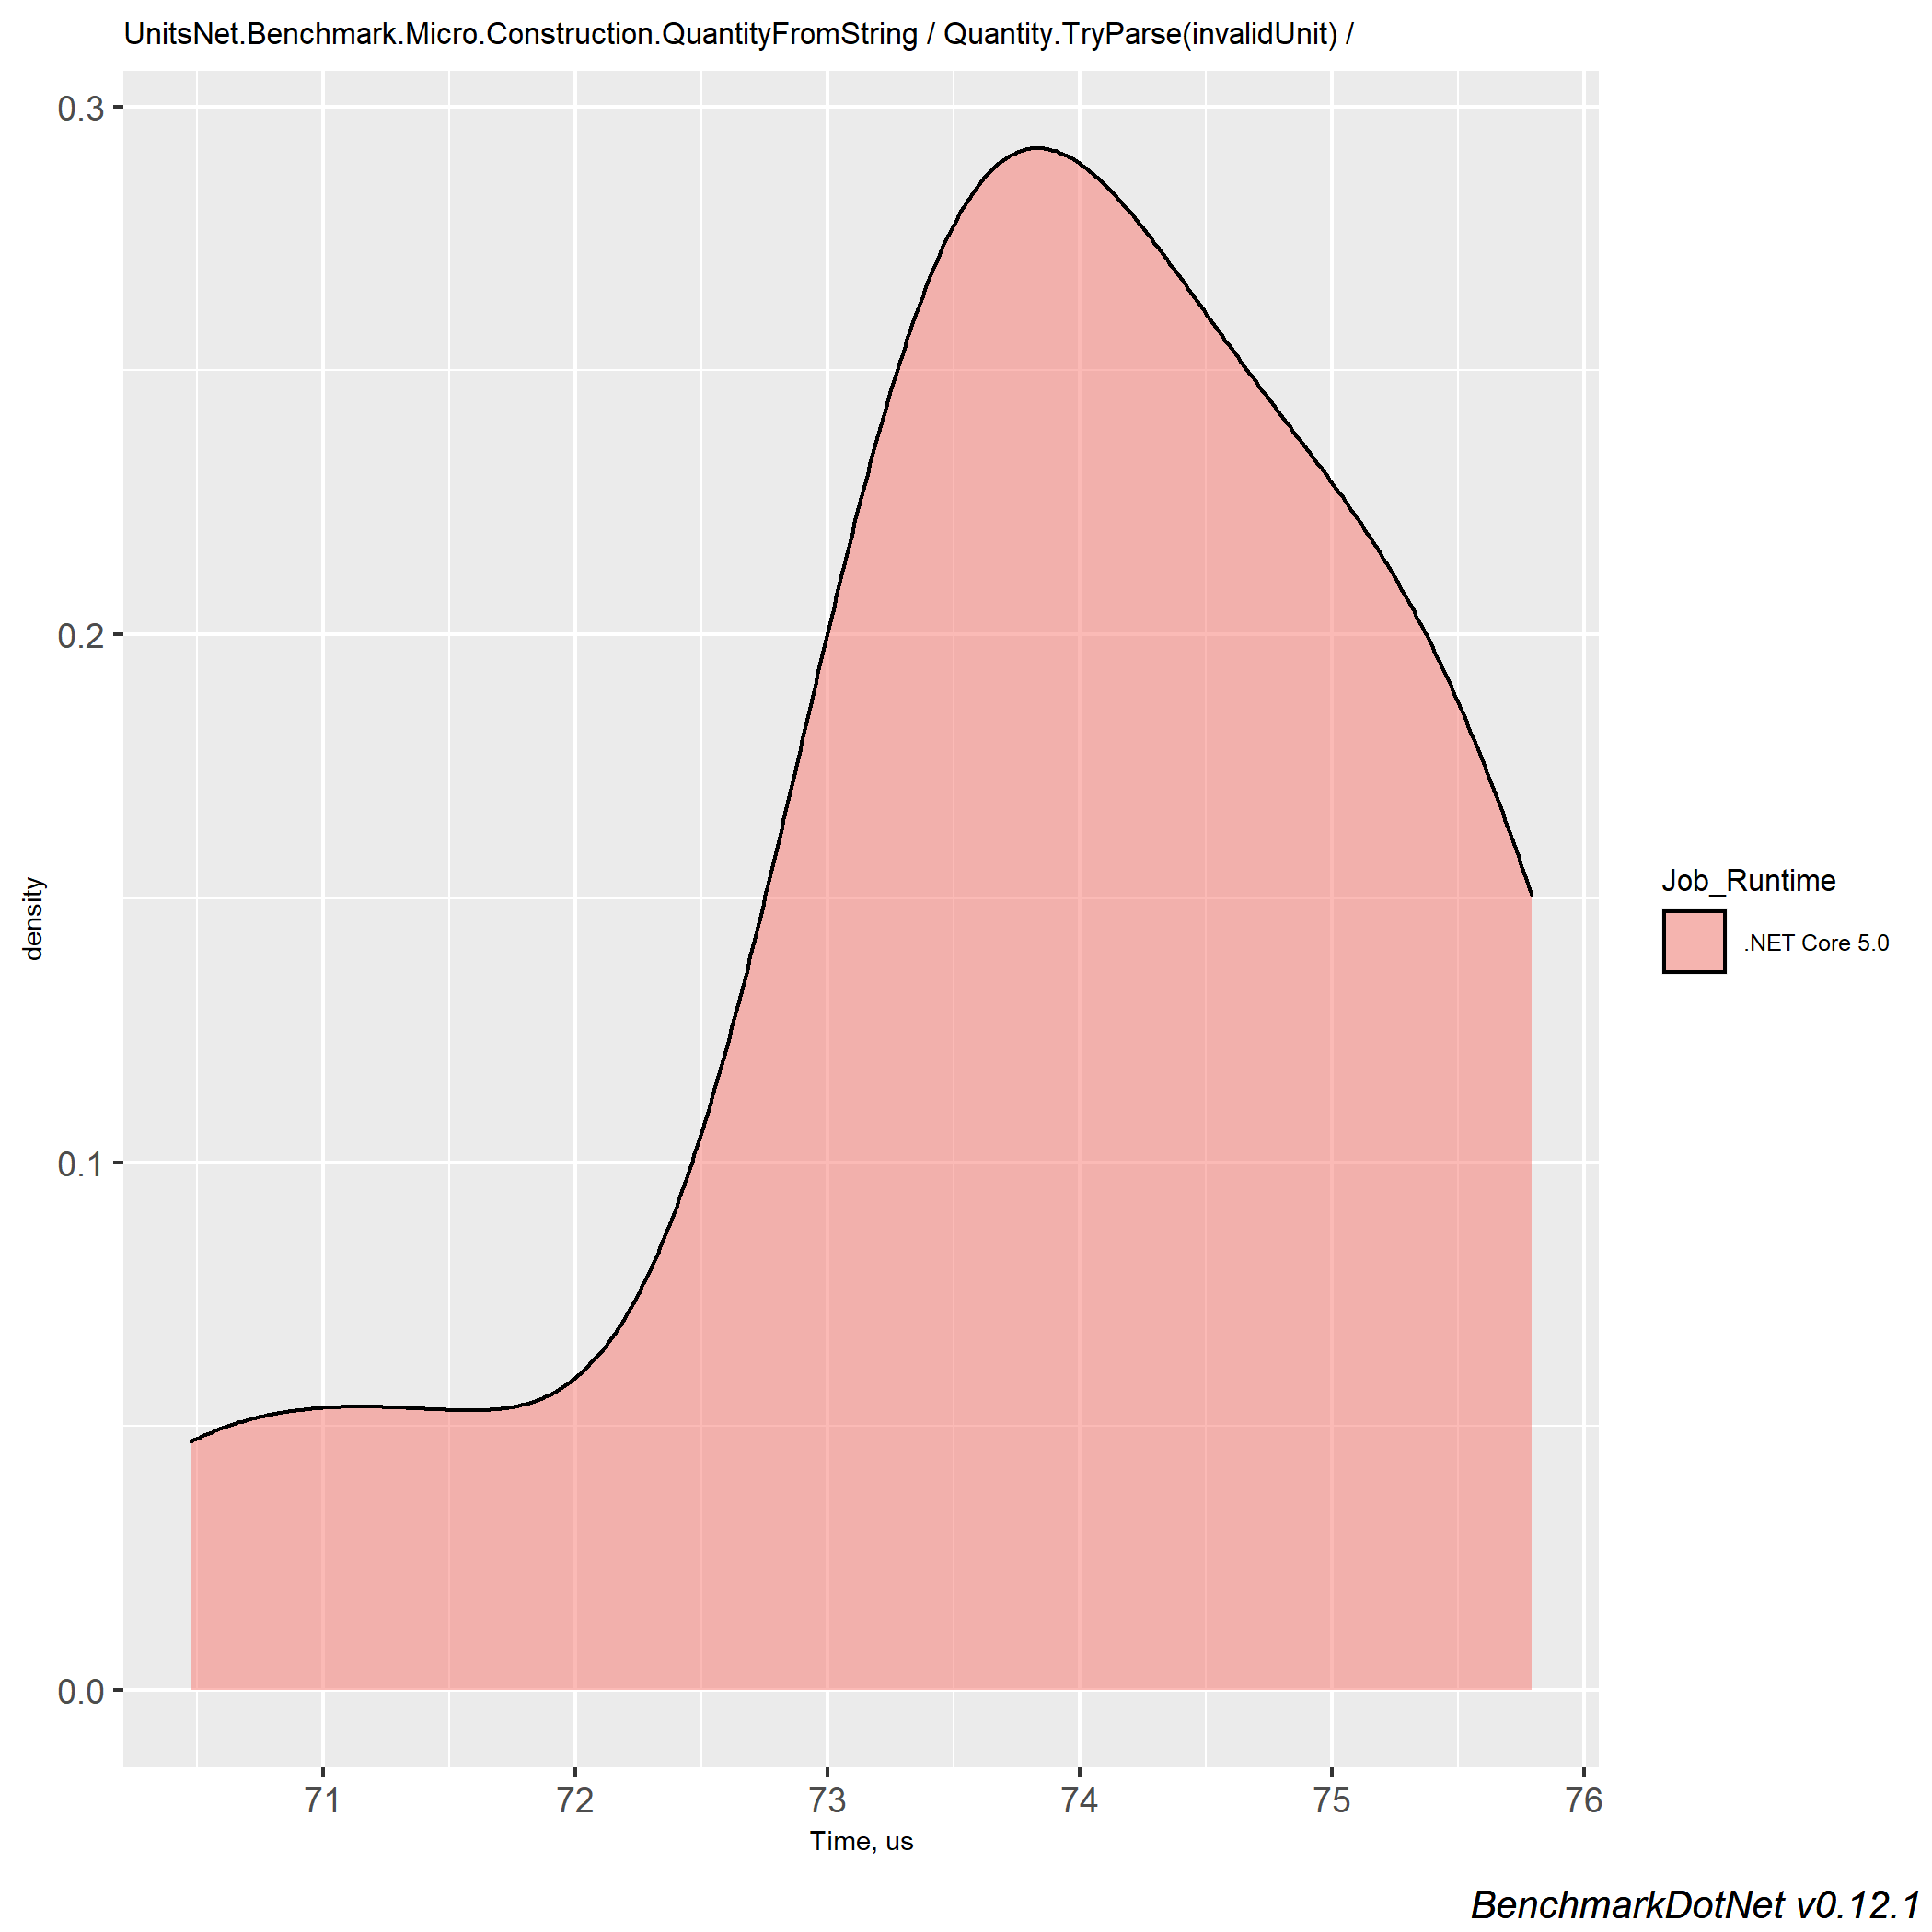 UnitsNet.Benchmark.Micro.Construction.QuantityFromString / Quantity.TryParse(invalidUnit) /
0.3
0.2
0.1
0.0
density
71 72 73 74 75 76
Time, us
Job_Runtime
.NET Core 5.0
BenchmarkDotNet v0.12.1